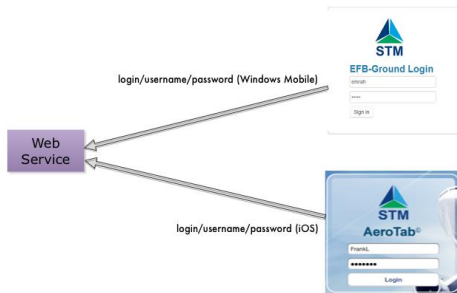 STM
EFB-Ground Login
login/username/password (Windows Mobile)
emrah
••••
Sign in
Web
Service
STM
AeroTab©
login/username/password (iOS)
FrankL
•••••••
Login